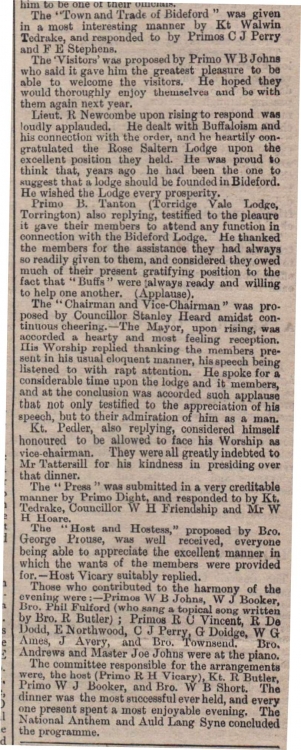 him to be one of their officials.
The "Town and Trade of Bideford" was given
in a most interesting manner by Kt Walwin
Tedrake, and responded to by Primos C J Perry
and F E Stephens.
The 'Visitors' was proposed by Primo W B Johns
who said it gave him the greatest pleasure to be
able to welcome the visitors. He hoped they
would thoroughly enjoy themselves and be with
them again next year.
Lieut. R Newcombe upon rising to respond was
loudly applauded. He dealt with Buffaloism and
his connection with the order, and he heartily con-
gratulated the Rose Saltern Lodge upon the
excellent position they held. He was proud to
think that, years ago he had been the one to
suggest that a lodge should be founded in Bideford.
He wished the Lodge every prosperity.
Primo B. Tanton (Torridge Vale Lodge,
Torrington) also replying, testified to the pleaure
it gave their members to attend any function in
connection with the Bideford Lodge. He thanked
the members for the assistance they had always
so readily given to them, and considered they owed
much of their present gratifying position to the
fact that "Buffs" were always ready and willing
to help one another. (Applause).
The "Chairman and Vice-Chairman" was pro-
posed by Councillor Stanley Heard amidst con-
tinuous cheering.—The Mayor, upon rising, was
accorded a hearty and most feeling reception.
His Worship replied thanking the members pre-
sent in his usual eloquent manner, his speech being
listened to with rapt attention. He spoke for a
considerable time upon the lodge and it members,
and at the conclusion was accorded such applause
that not only testified to the appreciation of his
speech, but to their admiration of him as a man.
Kt. Pedler, also replying, considered himself
honoured to be allowed to face his Worship as
vice-chairman. They were all greatly indebted to
Mr Tattersill for his kindness in presiding over
that dinner.
The "Press" was submitted in a very creditable
manner by Primo Dight, and responded to by Kt.
Tedrake, Councillor W H Friendship and Mr W
H Hoare.
The "Host and Hostess," proposed by Bro.
George Prouse, was well received, everyone
being able to appreciate the excellent manner in
which the wants of the members were provided
for.—Host Vicary suitably replied.
Those who contributed to the harmony of the
evening were :—Primos W B Johns, W J Booker,
Bro. Phil Fulford (who sang a topical song written
by Bro. R Butler) ; Primos R C Vincent, R De
Dodd, E Northwood, C J Perry, G Doidge, W G
Ames, J Avery, and Bro. Townsend. Bro.
Andrews and Master Joe Johns were at the piano.
The committee responsible for the arrangements
were, the host (Primo R H Vicary), Kt. R Butler,
Primo W J Booker, and Bro. W B Short. The
dinner was the most successful ever held, and every
one present spent a most enjoyable evening. The
National Anthem and Auld Lang Syne concluded
the programme.